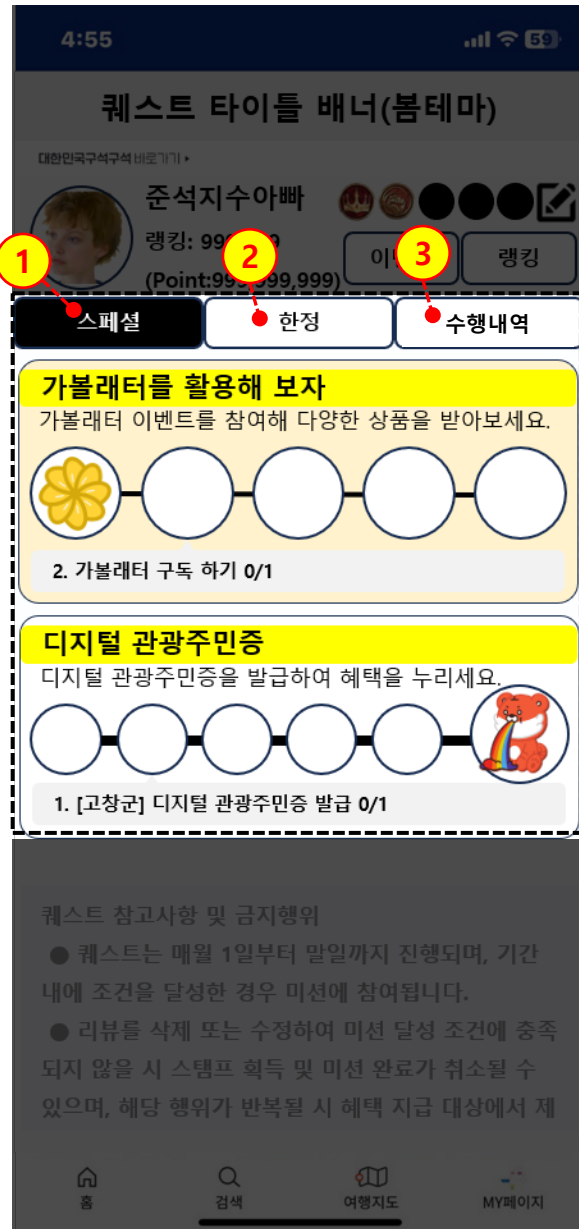 4:55
59
퀘스트 타이틀 배너(봄테마)
대한민국구석구석 바로가기 ▸
준석지수아빠
랭킹: 99
(Point:999,999,999)
랭킹
1
2
3
스페셜
한정
수행내역
가볼래터를 활용해 보자
가볼래터 이벤트를 참여해 다양한 상품을 받아보세요.
2. 가볼래터 구독 하기 0/1
디지털 관광주민증
디지털 관광주민증을 발급하여 혜택을 누리세요.
1. [고창군] 디지털 관광주민증 발급 0/1
퀘스트 참고사항 및 금지행위
● 퀘스트는 매월 1일부터 말일까지 진행되며, 기간
내에 조건을 달성한 경우 미션에 참여됩니다.
● 리뷰를 삭제 또는 수정하여 미션 달성 조건에 충족
되지 않을 시 스탬프 획득 및 미션 완료가 취소될 수
있으며, 해당 행위가 반복될 시 혜택 지급 대상에서 제
홈
검색
여행지도
MY페이지